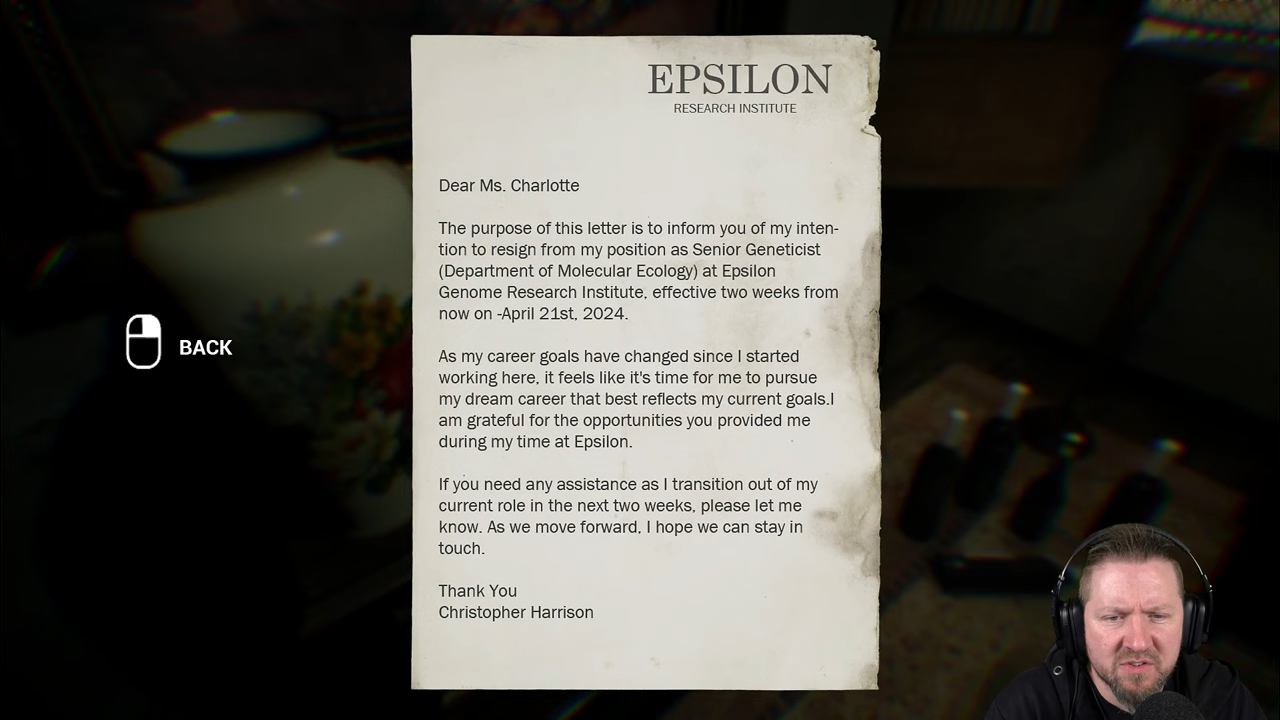 EPSILON
RESEARCH INSTITUTE
Dear Ms. Charlotte
The purpose of this letter is to inform you of my inten-
tion to resign from my position as Senior Geneticist
(Department of Molecular Ecology) at Epsilon
Genome Research Institute, effective two weeks from
now on -April 21st, 2024.
As my career goals have changed since I started
working here, it feels like it's time for me to pursue
my dream career that best reflects my current goals.I
am grateful for the opportunities you provided me
during my time at Epsilon.
If you need any assistance as I transition out of my
current role in the next two weeks, please let me
know. As we move forward, I hope we can stay in
touch.
Thank You
Christopher Harrison
BACK